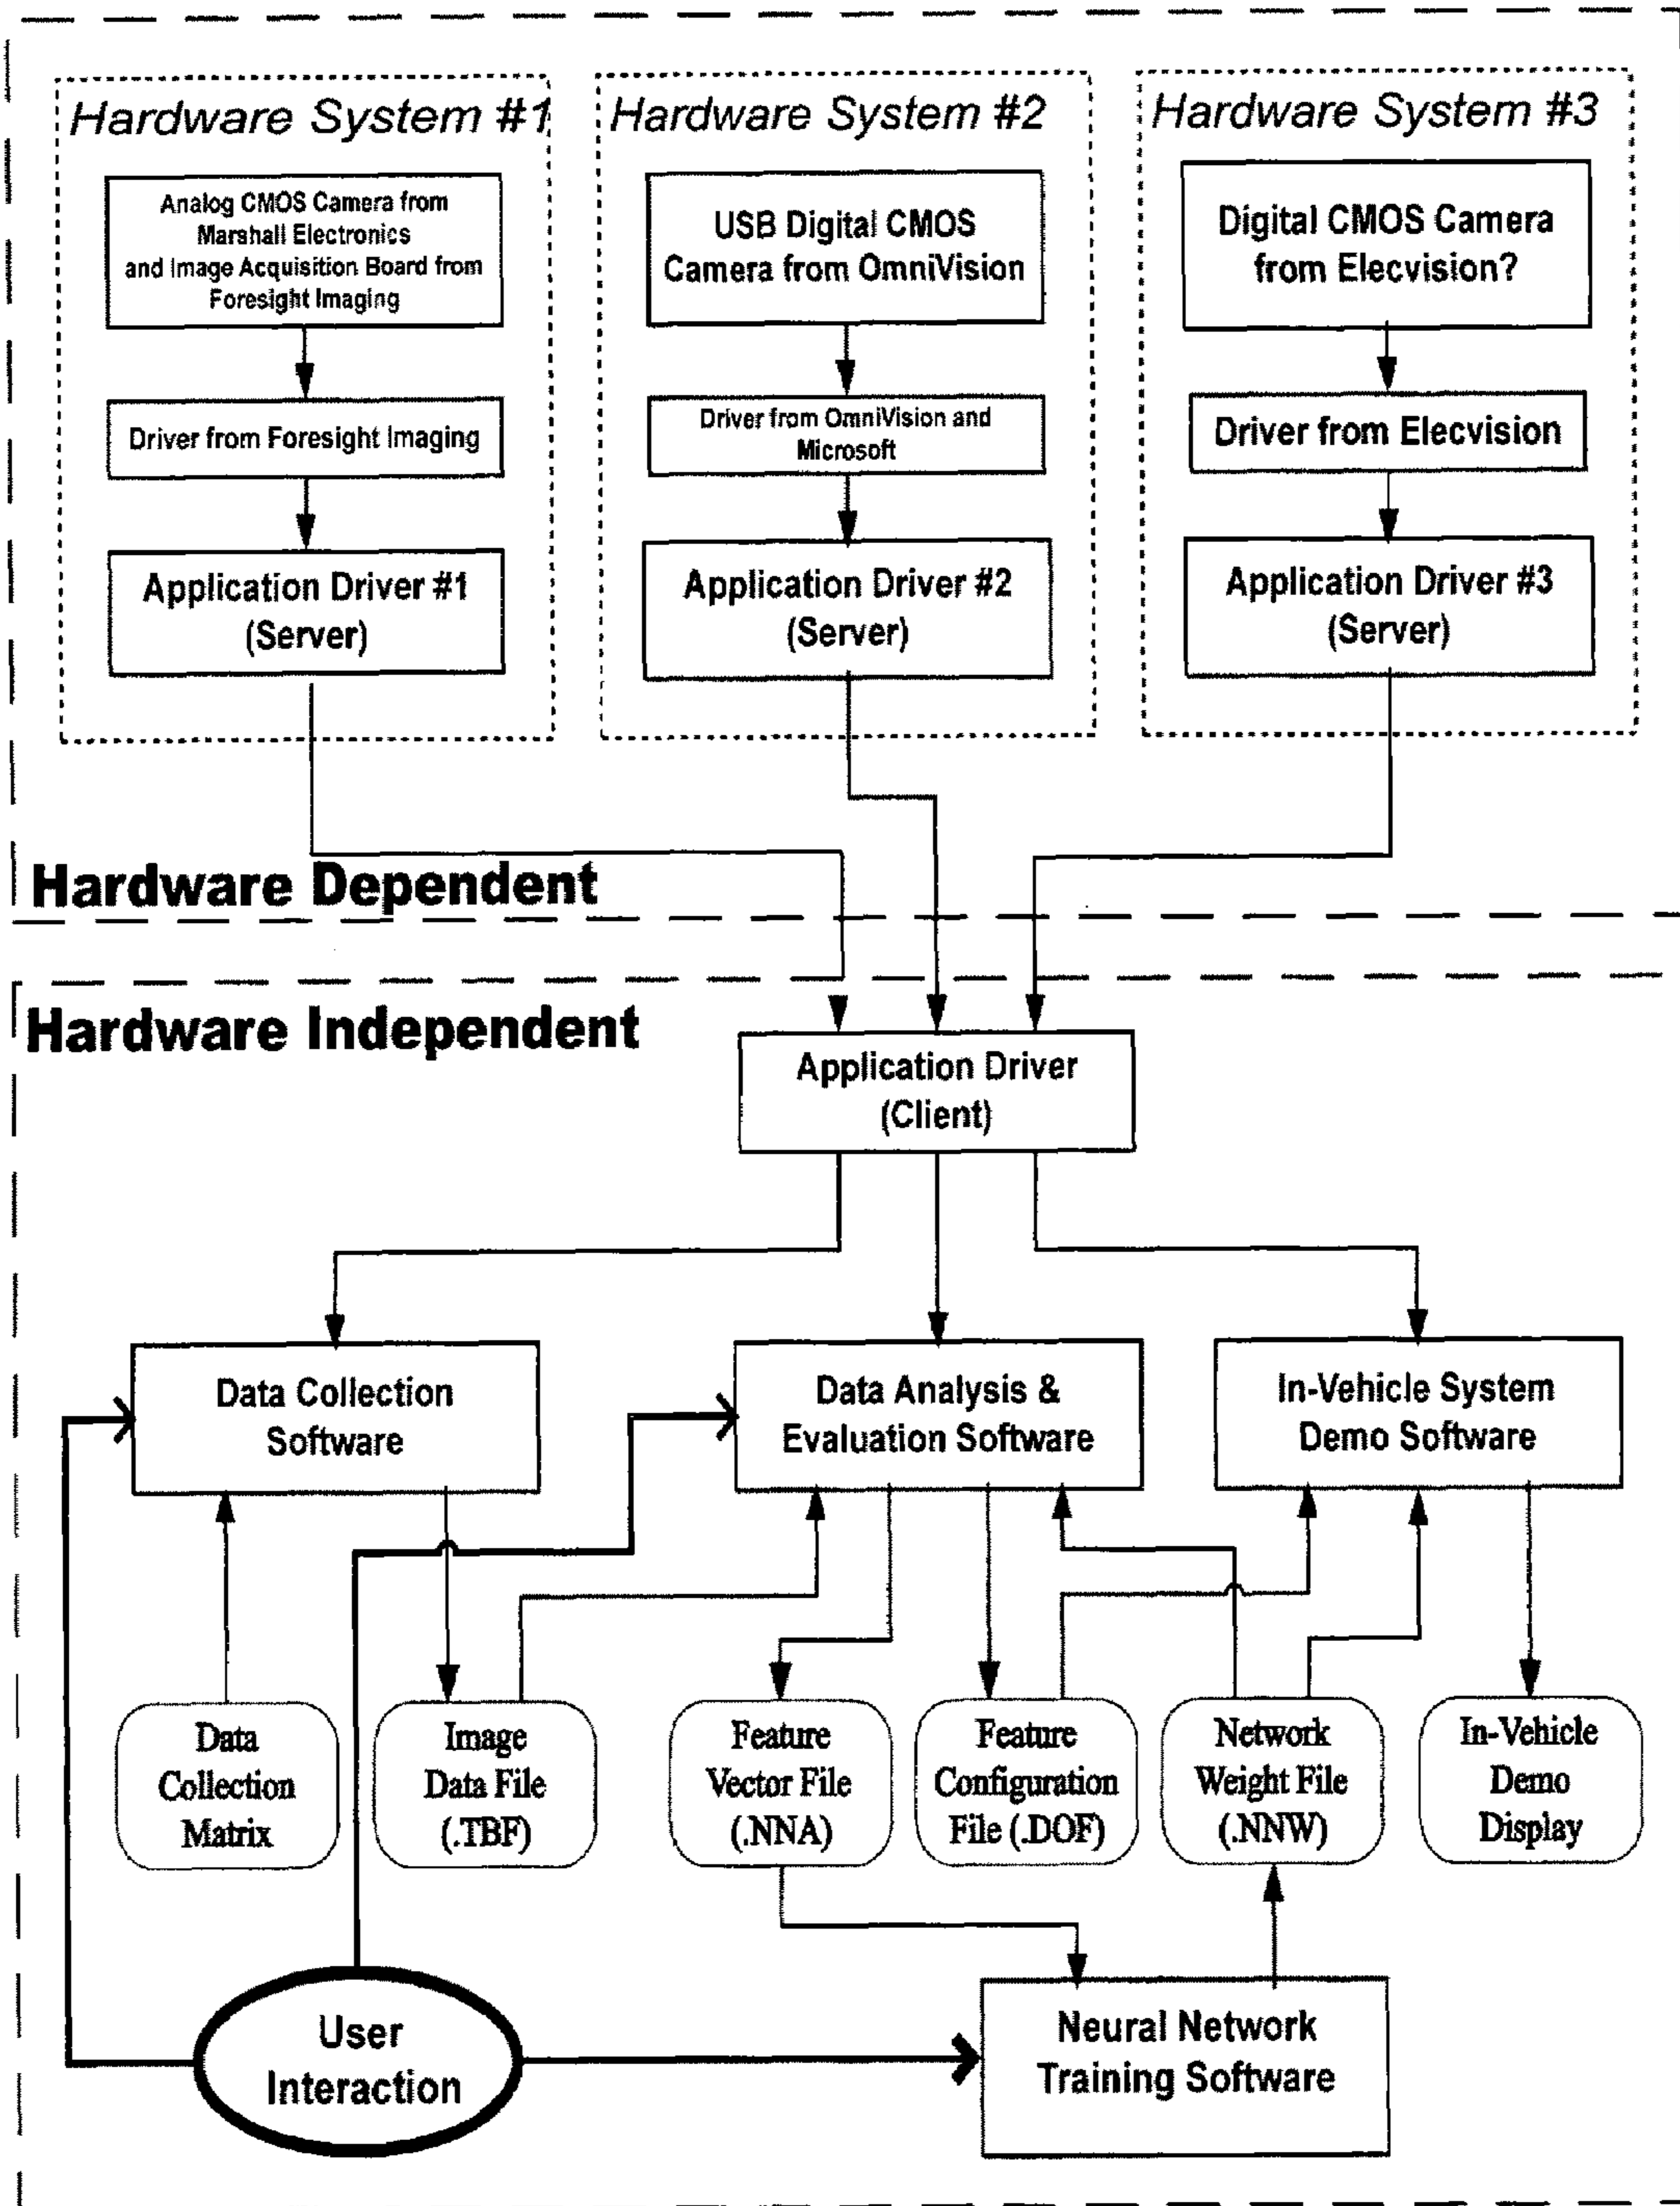 Hardware System #1
Analog CMOS Camera from
Marshall Electronics
and Image Acquisition Board from
Foresight Imaging
Driver from Foresight Imaging
Application Driver #1
(Server)
Hardware System #2
USB Digital CMOS
Camera from OmniVision
Driver from OmniVision and
Microsoft
Application Driver #2
(Server)
Hardware System #3
Digital CMOS Camera
from Elecvision?
Driver from Elecvision
Application Driver #3
(Server)
Hardware Dependent
Hardware Independent
Application Driver
(Client)
Data Collection
Software
Data Analysis &
Evaluation Software
In-Vehicle System
Demo Software
Data
Collection
Matrix
Image
Data File
(.TBF)
Feature
Vector File
(.NNA)
Feature
Configuration
File (.DOF)
Network
Weight File
(.NNW)
In-Vehicle
Demo
Display
User
Interaction
Neural Network
Training Software